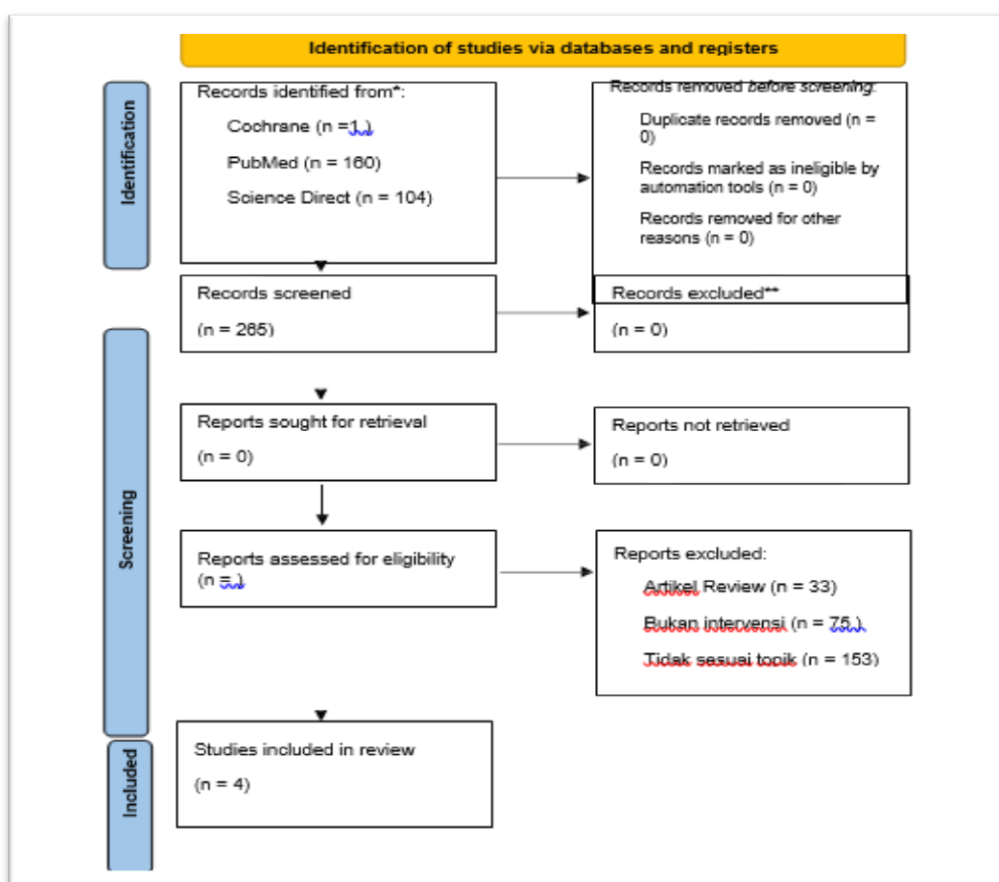 Identification of studies via databases and registers
Identification
Records identified from*:
Cochrane (n =1 )
PubMed (n = 160)
Science Direct (n = 104)
Records removed before screening:
Duplicate records removed (n =
0)
Records marked as ineligible by
automation tools (n = 0)
Records removed for other
reasons (n = 0)
Screening
Records screened
(n = 265)
Records excluded**
(n = 0)
Reports sought for retrieval
(n = 0)
Reports not retrieved
(n = 0)
Reports assessed for eligibility
(n = )
Reports excluded:
Artikel Review (n = 33)
Bukan intervensi (n = 75 )
Tidak sesuai topik (n = 153)
Included
Studies included in review
(n = 4)